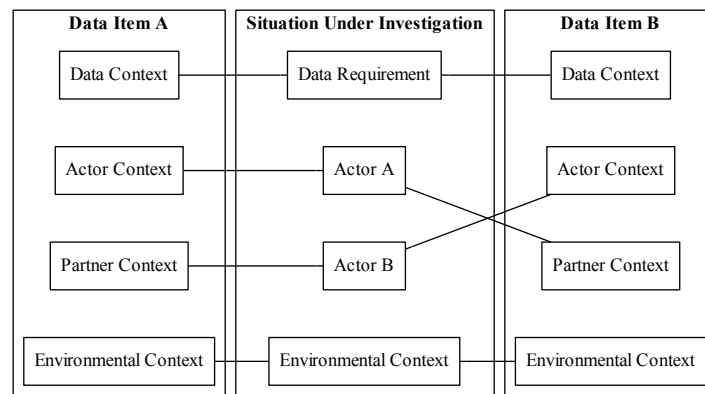 Data Item A
Situation Under Investigation
Data Item B
Data Context
Data Requirement
Data Context
Actor Context
Actor A
Actor Context
Partner Context
Actor B
Partner Context
Environmental Context
Environmental Context
Environmental Context